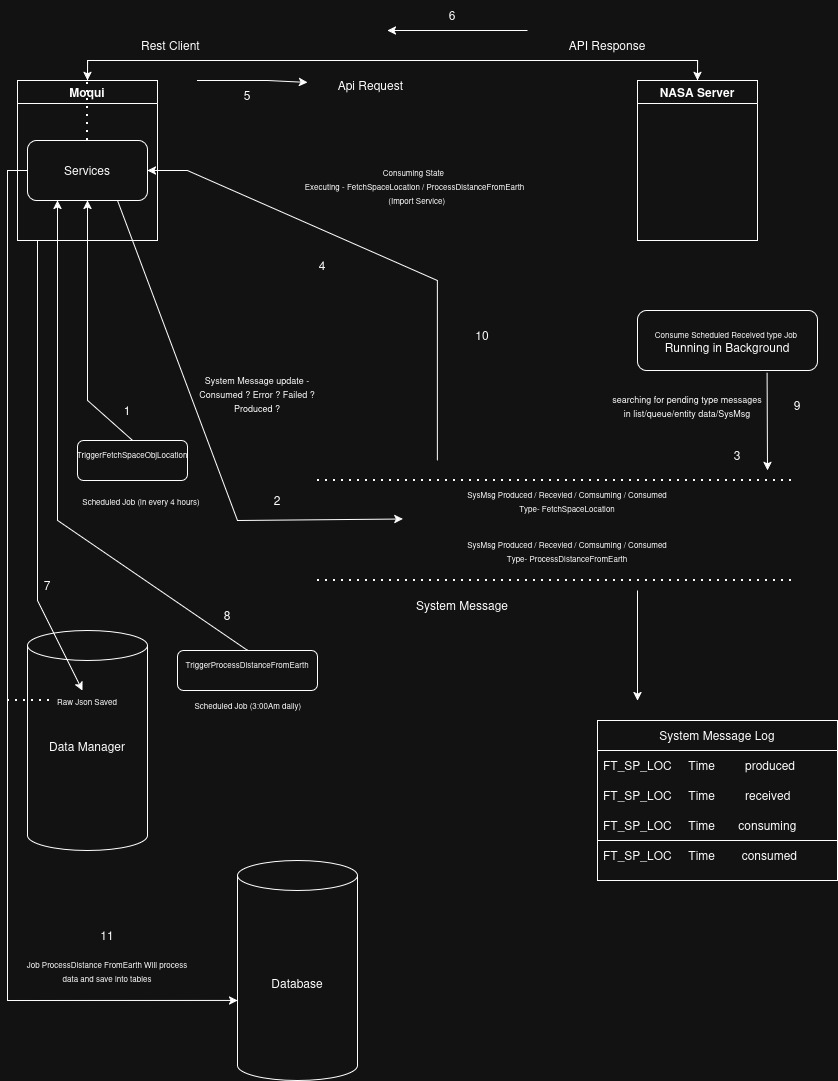 6
Rest Client
API Response
Moqui
5
Api Request
NASA Server
Services
Consuming State
Executing - FetchSpaceLocation / ProcessDistanceFromEarth
(Import Service)
4
10
Consume Scheduled Received type Job
Running in Background
System Message update -
Consumed ? Error ? Failed ?
Produced ?
searching for pending type messages
in list/queue/entity data/SysMsg
9
1
TriggerFetchSpaceObjLocation
3
Scheduled Job (In every 4 hours)
2
SysMsg Produced / Recevied / Comsuming / Consumed
Type- FetchSpaceLocation
SysMsg Produced / Recevied / Comsuming / Consumed
Type- ProcessDistanceFromEarth
7
System Message
8
TriggerProcessDistanceFromEarth
Raw Json Saved
Scheduled Job (3:00Am daily)
Data Manager
System Message Log
FT_SP_LOC Time produced
FT_SP_LOC Time received
FT_SP_LOC Time consuming
FT_SP_LOC Time consumed
11
Job ProcessDistance FromEarth Will process
data and save into tables
Database